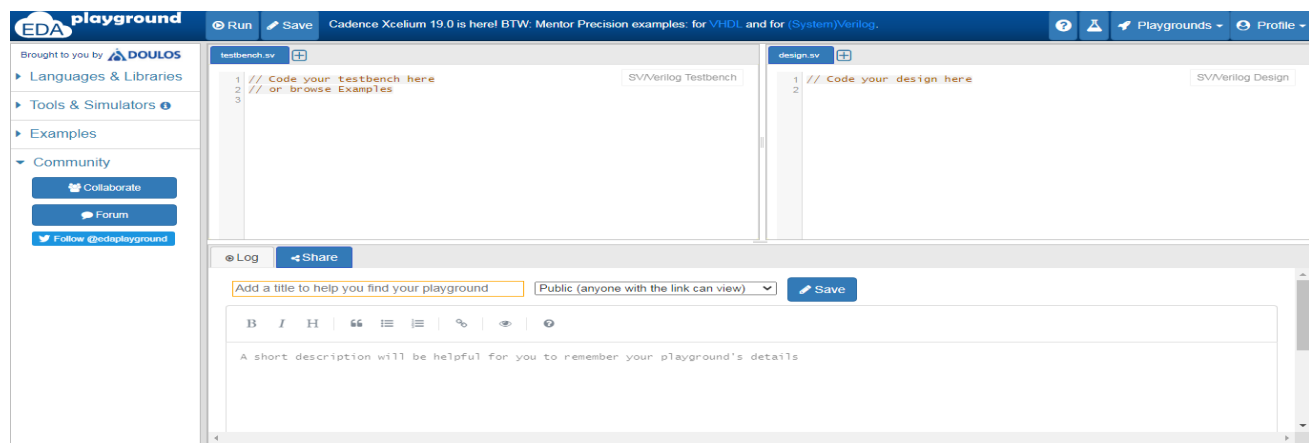 EDA playground
Run Save Cadence Xcelium 19.0 is here! BTW: Mentor Precision examples: for VHDL and for (System)Verilog.
Playgrounds Profile
Brought to you by DOULOS
Languages & Libraries
Tools & Simulators
Examples
Community
Collaborate
Forum
Follow @edaplayground
testbench.sv
SV/Verilog Testbench
1 // Code your testbench here
2 // or browse Examples
3
design.sv
SV/Verilog Design
1 // Code your design here
2
Log Share
Add a title to help you find your playground Public (anyone with the link can view) Save
B I H
A short description will be helpful for you to remember your playground's details